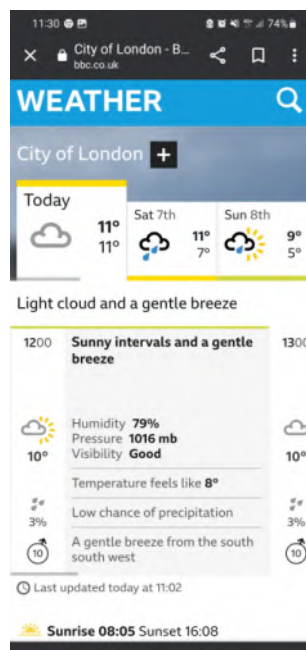 11:30 74%
City of London - B...
bbc.co.uk
WEATHER
City of London +
Today
11°
11°
Sat 7th
11°
7°
Sun 8th
9°
5°
Light cloud and a gentle breeze
1200
Sunny intervals and a gentle
breeze
1300
Humidity 79%
Pressure 1016 mb
Visibility Good
10°
10°
Temperature feels like 8°
3%
Low chance of precipitation
3%
10
A gentle breeze from the south
south west
10
Last updated today at 11:02
Sunrise 08:05 Sunset 16:08